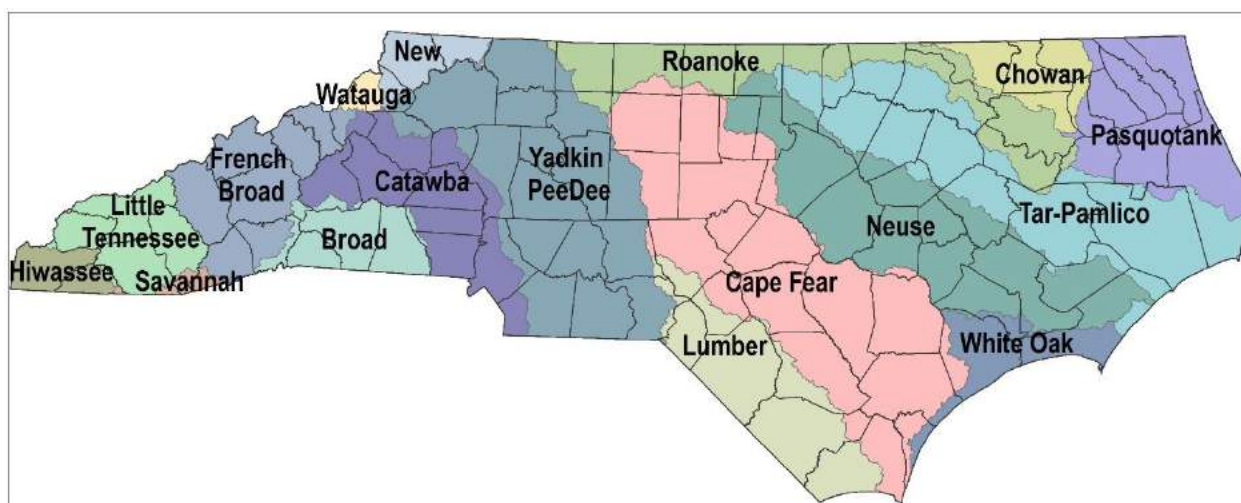 New
Roanoke
Chowan
Watauga
Pasquotank
French
Broad
Yadkin
PeeDee
Catawba
Little
Tennessee
Tar-Pamlico
Neuse
Broad
Hiwassee
Savannah
Cape Fear
Lumber
White Oak